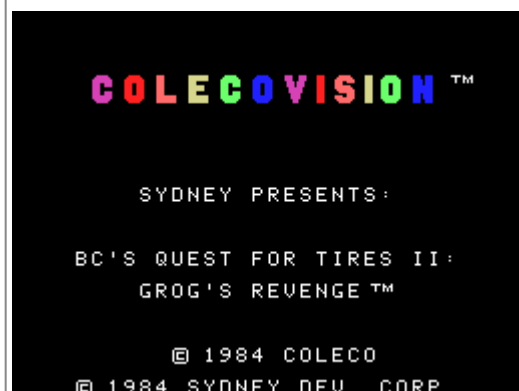 COLECOVISION™
SYDNEY PRESENTS:
BC'S QUEST FOR TIRES II:
GROG'S REVENGE™
© 1984 COLECO
© 1984 SYDNEY DEV. CORP.